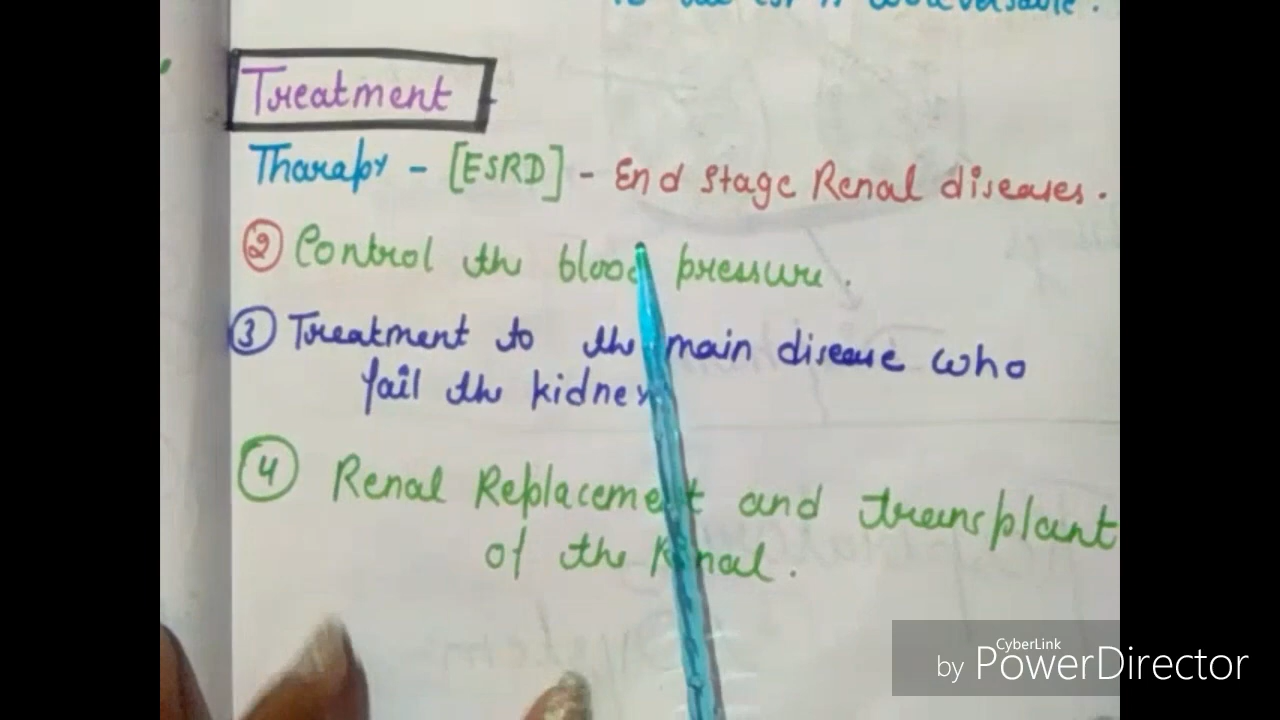 Treatment
Tharapy - [ESRD] - End Stage Renal diseases.
② Control the blood pressure.
③ Treatment to the main disease who
fail the kidney
④ Renal Replacement and transplant
of the Renal.
CyberLink
by PowerDirector